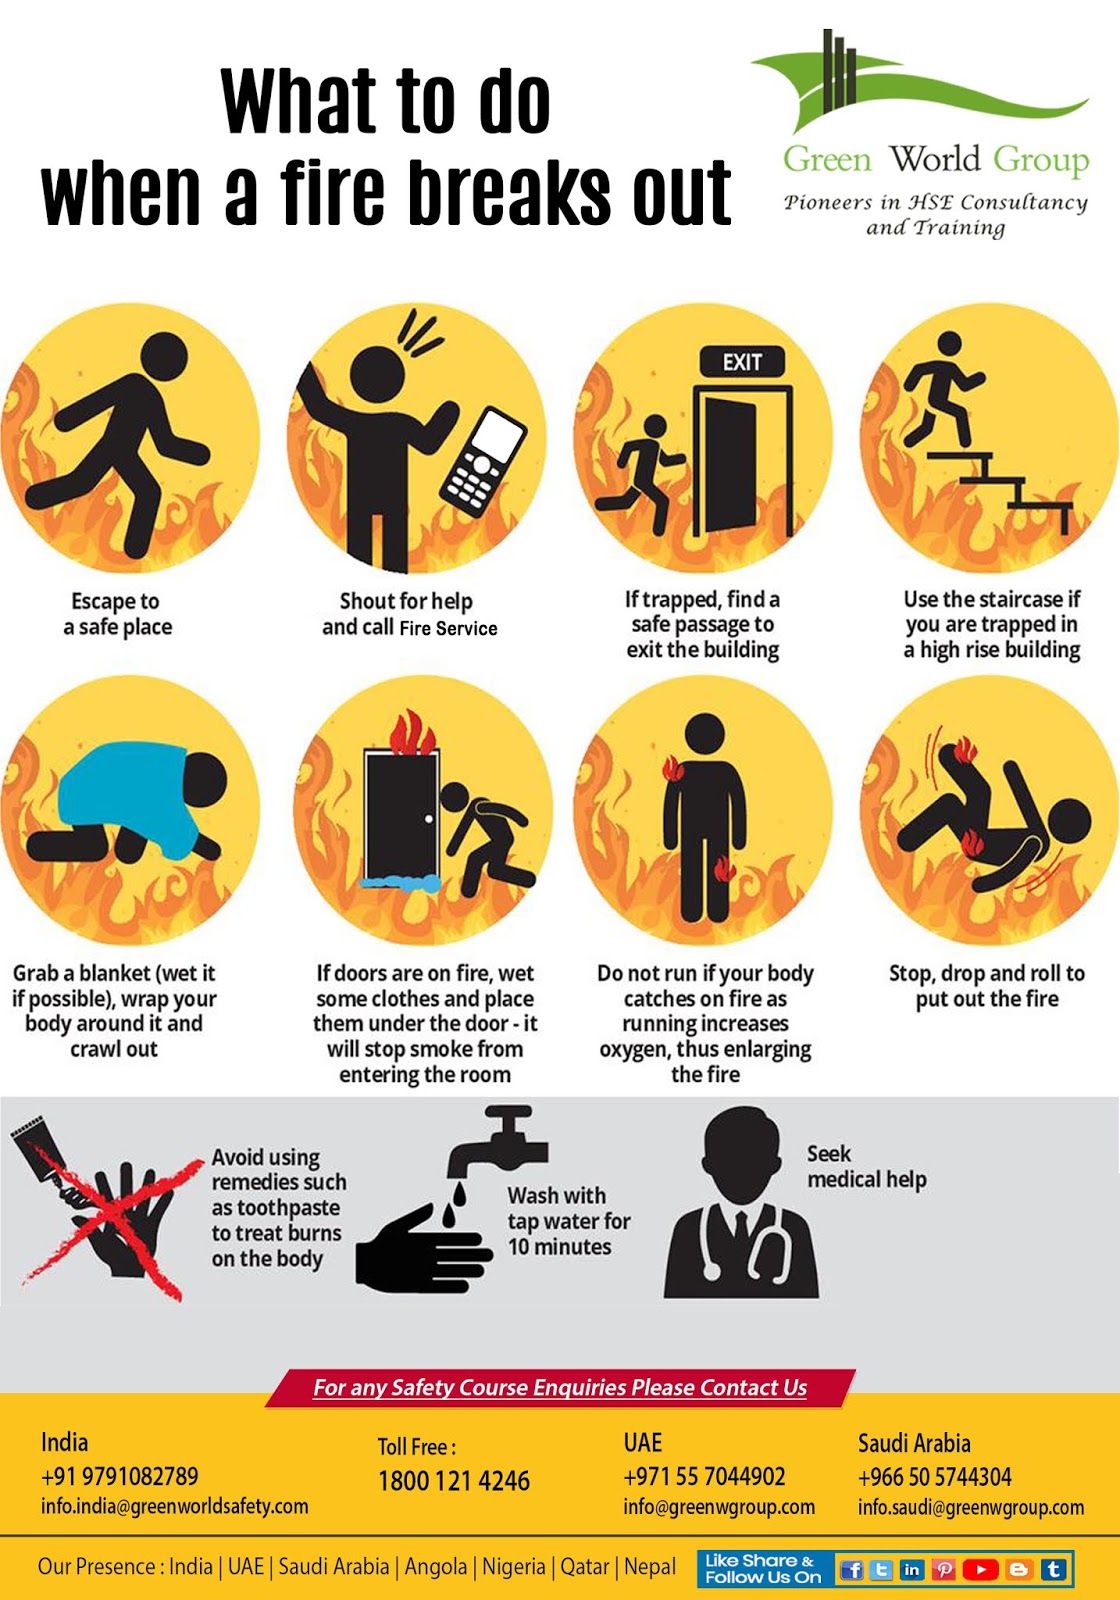 What to do
when a fire breaks out
Green World Group
Pioneers in HSE Consultancy
and Training
EXIT
Escape to
a safe place
Shout for help
and call Fire Service
If trapped, find a
safe passage to
exit the building
Use the staircase if
you are trapped in
a high rise building
Grab a blanket (wet it
if possible), wrap your
body around it and
crawl out
If doors are on fire, wet
some clothes and place
them under the door - it
will stop smoke from
entering the room
Do not run if your body
catches on fire as
running increases
oxygen, thus enlarging
the fire
Stop, drop and roll to
put out the fire
Avoid using
remedies such
as toothpaste
to treat burns
on the body
Wash with
tap water for
10 minutes
Seek
medical help
For any Safety Course Enquiries Please Contact Us
India
+91 9791082789
info.india@greenworldsafety.com
Toll Free :
1800 121 4246
UAE
+971 55 7044902
info@greenwgroup.com
Saudi Arabia
+966 50 5744304
info.saudi@greenwgroup.com
Our Presence : India | UAE | Saudi Arabia | Angola | Nigeria | Qatar | Nepal
Like Share &
Follow Us On